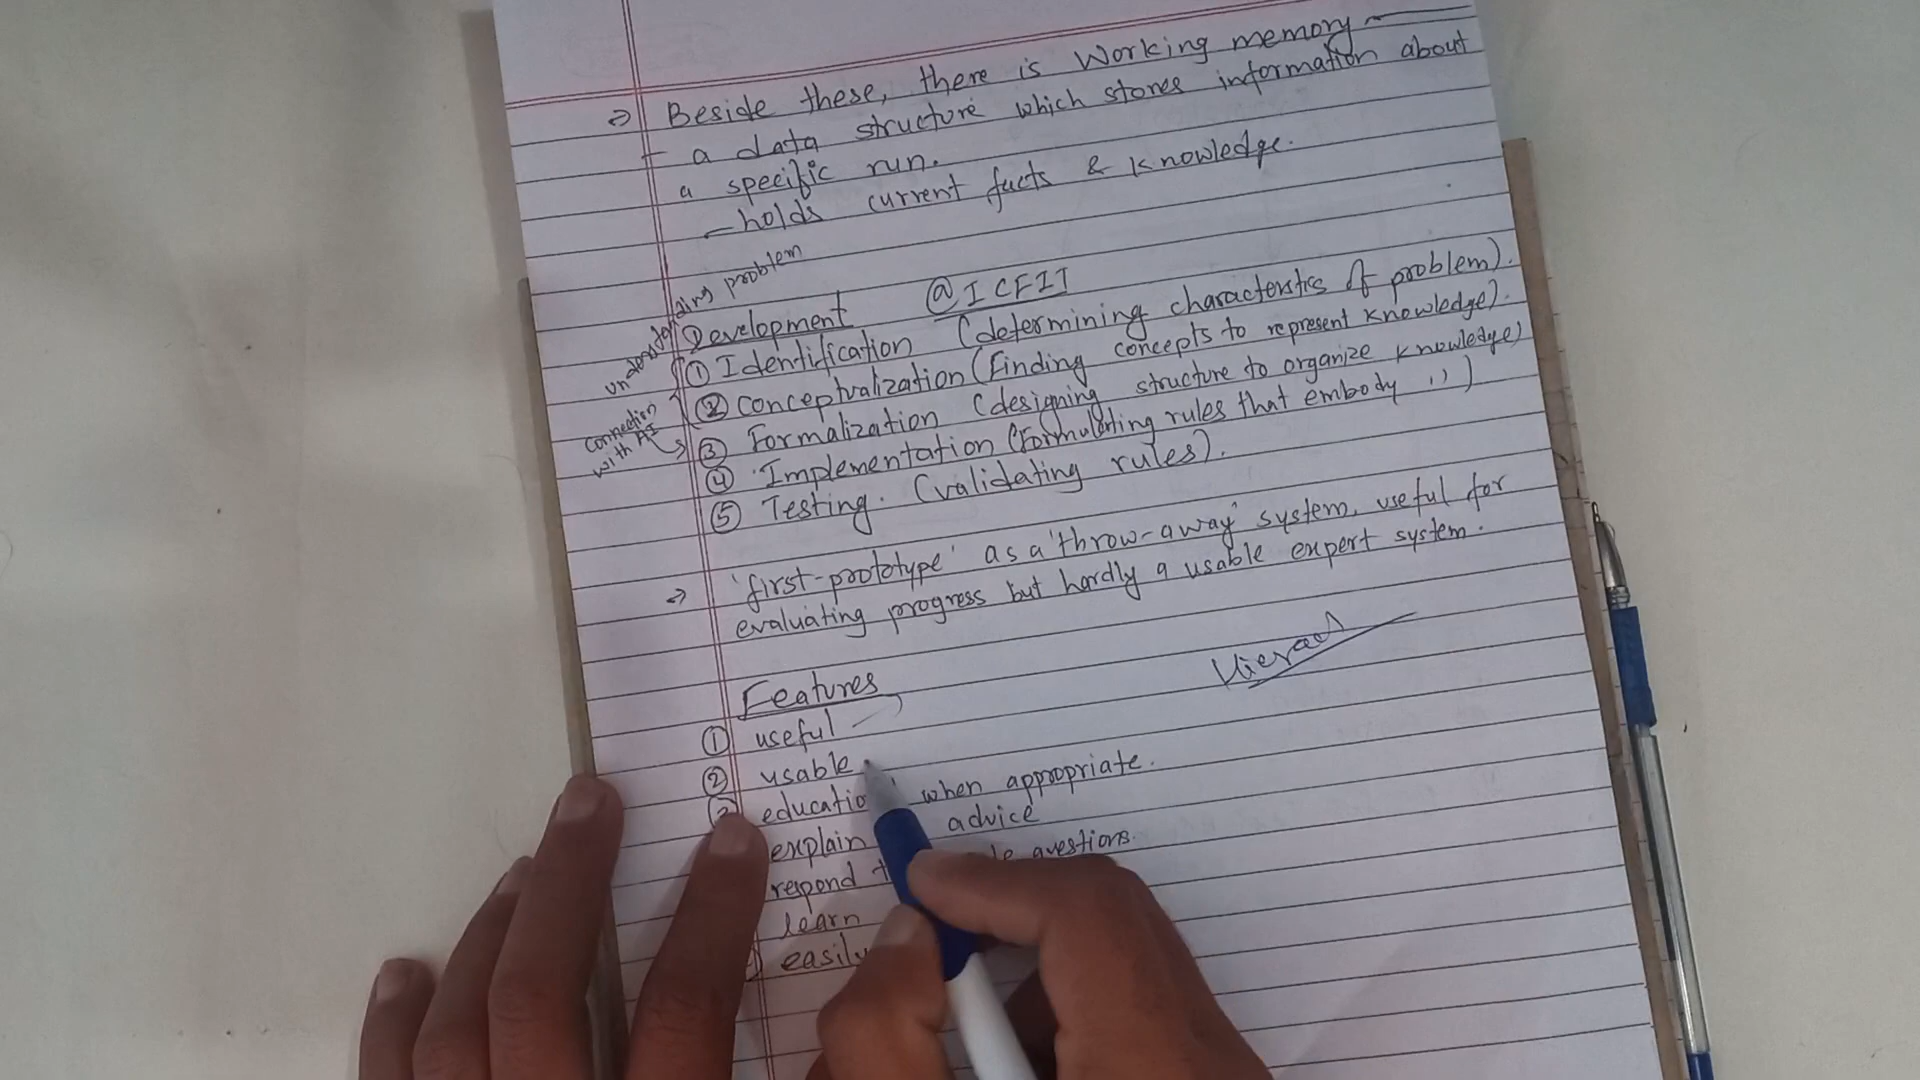 ⇒ Beside these, there is Working memory —
– a data structure which stores information about
a specific run.
– holds current facts & knowledge.
understanding problem
Development @ICFIT
① Identification (determining characteristics of problem).
② Conceptualization (Finding concepts to represent knowledge).
connection with AI
③ Formalization (designing structure to organize knowledge)
④ Implementation (Formulating rules that embody ,, )
⑤ Testing. (validating rules).
⇒ 'first-prototype' as a 'throw-away' system, useful for
evaluating progress but hardly a usable expert system.
Features
① useful
② usable
educatio when appropriate.
explain advice
respond questions.
learn
easily